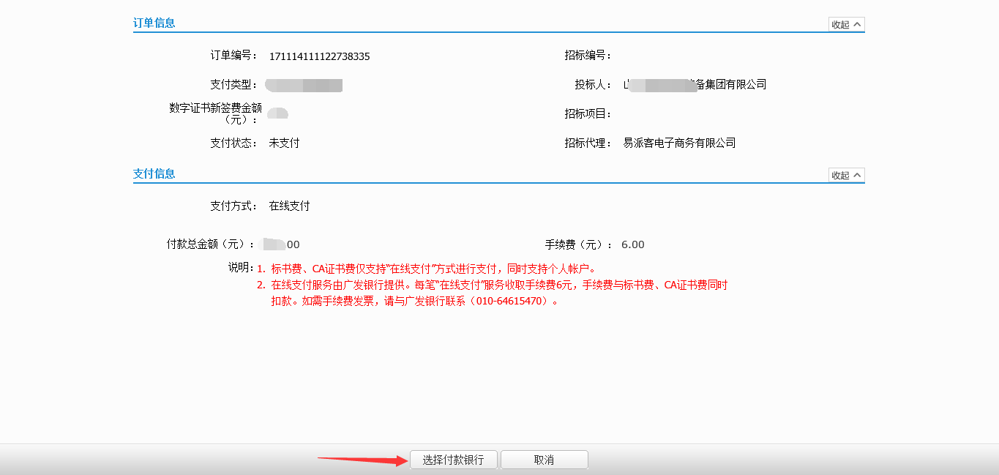 订单信息
收起
订单编号： 171114111122738335
招标编号：
支付类型：
投标人： 备集团有限公司
数字证书新签费金额
（元）：
招标项目：
支付状态： 未支付
招标代理： 易派客电子商务有限公司
支付信息
收起
支付方式： 在线支付
付款总金额（元）： 00
手续费（元）： 6.00
说明：1. 标书费、CA证书费仅支持“在线支付”方式进行支付，同时支持个人帐户。
2. 在线支付服务由广发银行提供。每笔“在线支付”服务收取手续费6元，手续费与标书费、CA证书费同时
扣款。如需手续费发票，请与广发银行联系（010-64615470）。
选择付款银行
取消